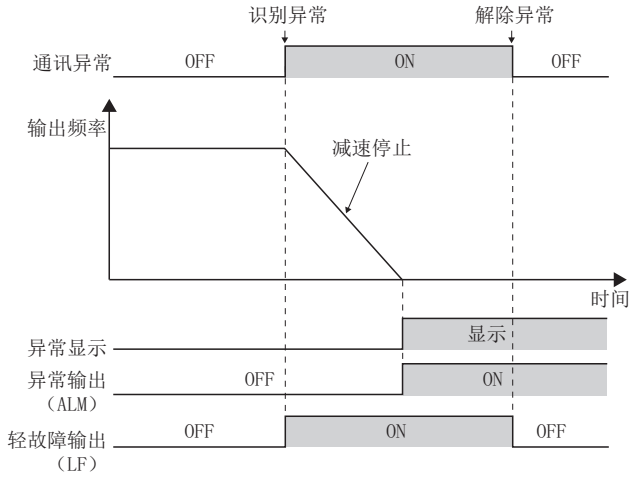 识别异常 解除异常
通讯异常 OFF ON OFF
输出频率
减速停止
时间
异常显示 显示
异常输出 OFF ON
（ALM）
轻故障输出 OFF ON OFF
（LF）